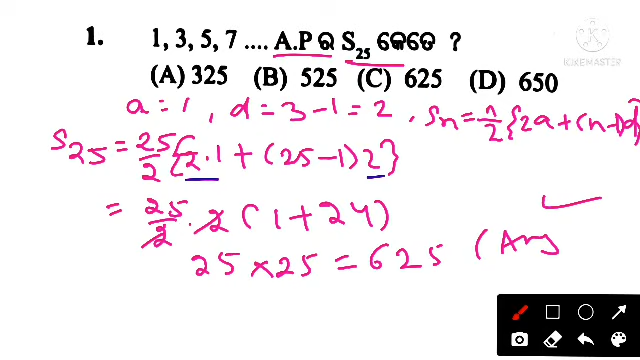 1. 1, 3, 5, 7 .... A.P ର S₂₅ କେତେ ?
KINEMASTER
(A) 325 (B) 525 (C) 625 (D) 650
a = 1 , d = 3 - 1 = 2 , Sn = n/2 {2a + (n - 1)d}
S₂₅ = 25/2 {2.1 + (25 - 1) 2}
= 25/2 . 2 (1 + 24)
25 × 25 = 625 (Ans